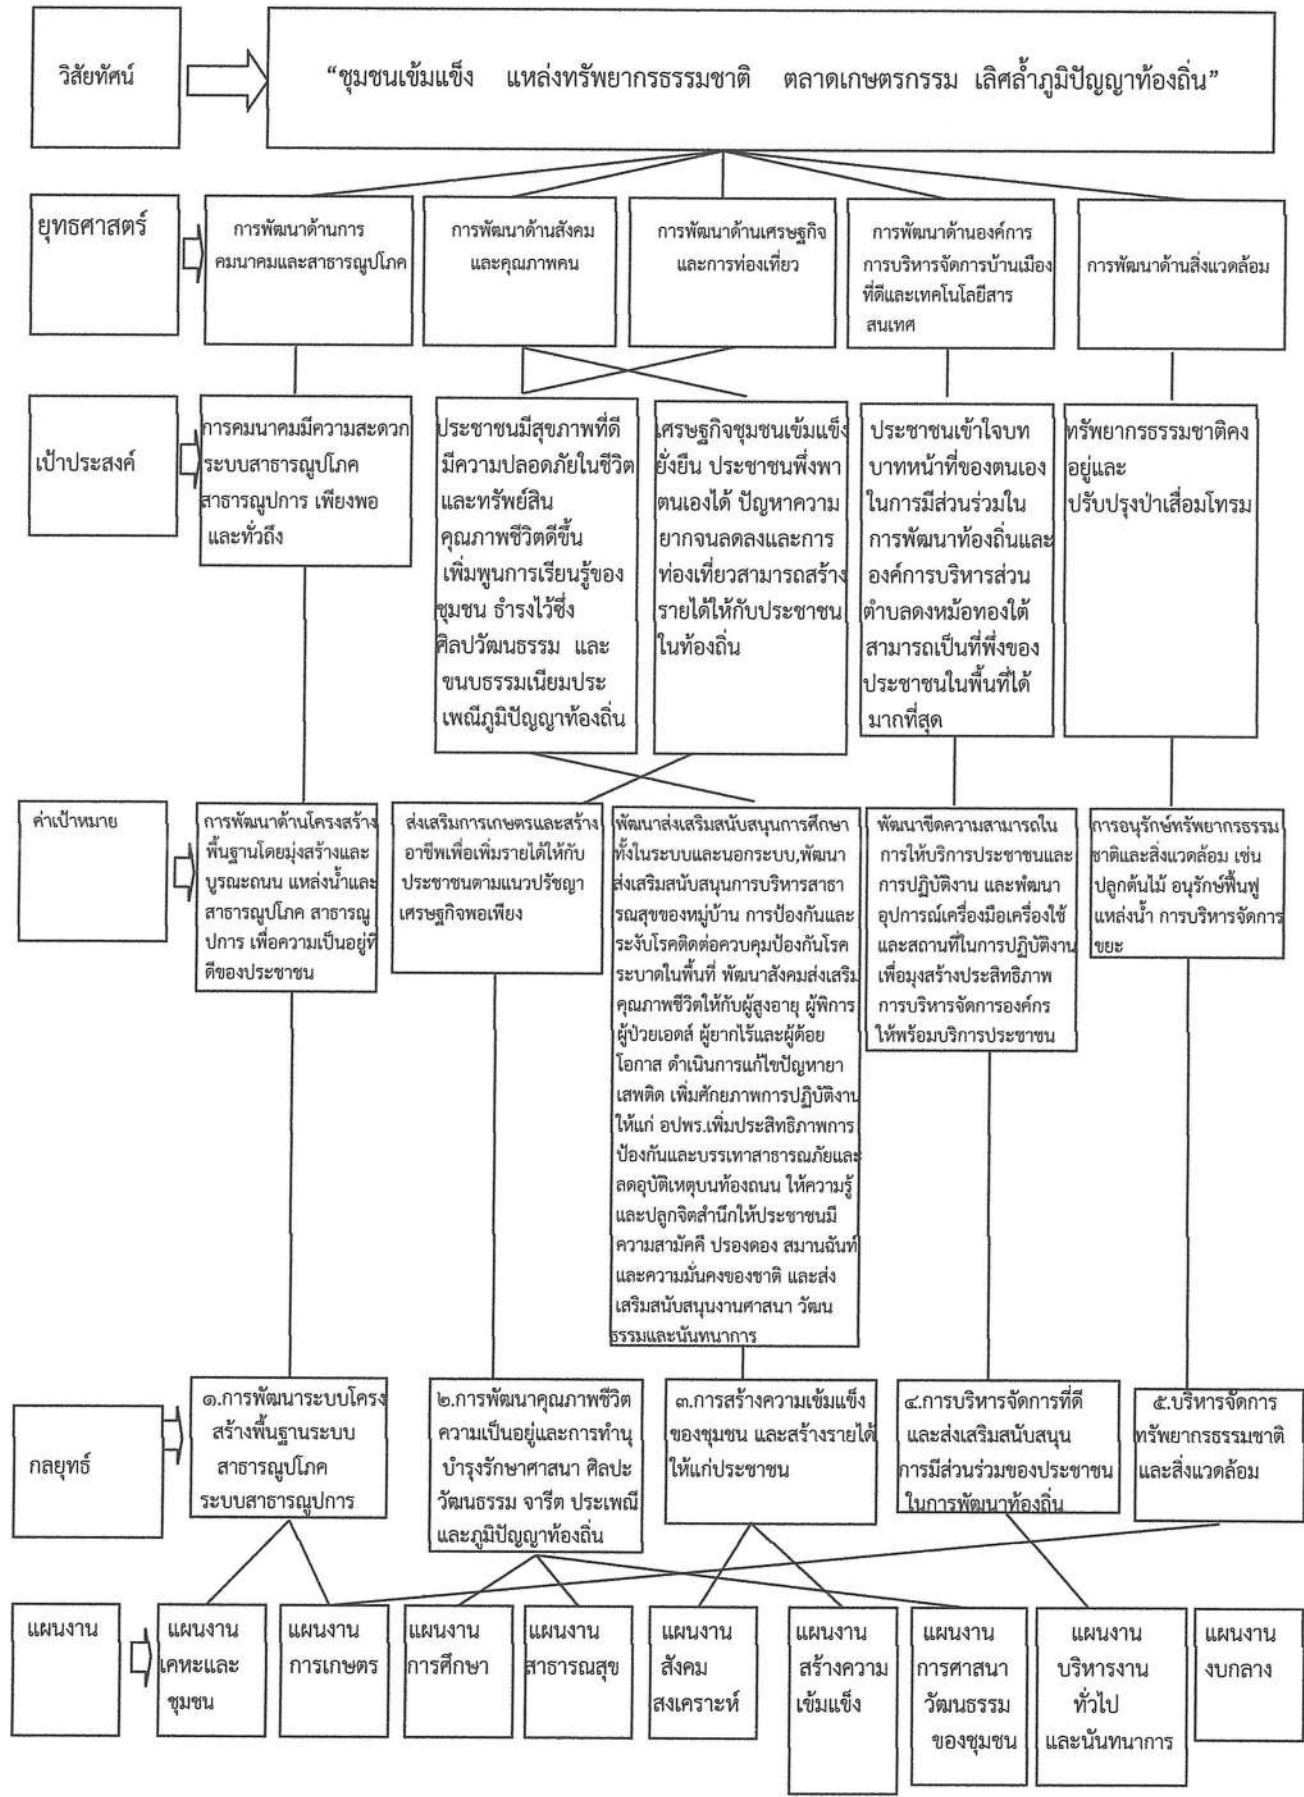 วิสัยทัศน์
“ชุมชนเข้มแข็ง แหล่งทรัพยากรธรรมชาติ ตลาดเกษตรกรรม เลิศล้ำภูมิปัญญาท้องถิ่น”
ยุทธศาสตร์
การพัฒนาด้านการ
คมนาคมและสาธารณูปโภค
การพัฒนาด้านสังคม
และคุณภาพคน
การพัฒนาด้านเศรษฐกิจ
และการท่องเที่ยว
การพัฒนาด้านองค์การ
การบริหารจัดการบ้านเมือง
ที่ดีและเทคโนโลยีสาร
สนเทศ
การพัฒนาด้านสิ่งแวดล้อม
เป้าประสงค์
การคมนาคมมีความสะดวก
ระบบสาธารณูปโภค
สาธารณูปการ เพียงพอ
และทั่วถึง
ประชาชนมีสุขภาพที่ดี
มีความปลอดภัยในชีวิต
และทรัพย์สิน
คุณภาพชีวิตดีขึ้น
เพิ่มพูนการเรียนรู้ของ
ชุมชน ธำรงไว้ซึ่ง
ศิลปวัฒนธรรม และ
ขนบธรรมเนียมประ
เพณีภูมิปัญญาท้องถิ่น
เศรษฐกิจชุมชนเข้มแข็ง
ยั่งยืน ประชาชนพึ่งพา
ตนเองได้ ปัญหาความ
ยากจนลดลงและการ
ท่องเที่ยวสามารถสร้าง
รายได้ให้กับประชาชน
ในท้องถิ่น
ประชาชนเข้าใจบท
บาทหน้าที่ของตนเอง
ในการมีส่วนร่วมใน
การพัฒนาท้องถิ่นและ
องค์การบริหารส่วน
ตำบลดงหม้อทองใต้
สามารถเป็นที่พึ่งของ
ประชาชนในพื้นที่ได้
มากที่สุด
ทรัพยากรธรรมชาติคง
อยู่และ
ปรับปรุงป่าเสื่อมโทรม
ค่าเป้าหมาย
การพัฒนาด้านโครงสร้าง
พื้นฐานโดยมุ่งสร้างและ
บูรณะถนน แหล่งน้ำและ
สาธารณูปโภค สาธารณู
ปการ เพื่อความเป็นอยู่ที่
ดีของประชาชน
ส่งเสริมการเกษตรและสร้าง
อาชีพเพื่อเพิ่มรายได้ให้กับ
ประชาชนตามแนวปรัชญา
เศรษฐกิจพอเพียง
พัฒนาส่งเสริมสนับสนุนการศึกษา
ทั้งในระบบและนอกระบบ,พัฒนา
ส่งเสริมสนับสนุนการบริหารสาธา
รณสุขของหมู่บ้าน การป้องกันและ
ระงับโรคติดต่อควบคุมป้องกันโรค
ระบาดในพื้นที่ พัฒนาสังคมส่งเสริม
คุณภาพชีวิตให้กับผู้สูงอายุ ผู้พิการ
ผู้ป่วยเอดส์ ผู้ยากไร้และผู้ด้อย
โอกาส ดำเนินการแก้ไขปัญหายา
เสพติด เพิ่มศักยภาพการปฏิบัติงาน
ให้แก่ อปพร.เพิ่มประสิทธิภาพการ
ป้องกันและบรรเทาสาธารณภัยและ
ลดอุบัติเหตุบนท้องถนน ให้ความรู้
และปลูกจิตสำนึกให้ประชาชนมี
ความสามัคคี ปรองดอง สมานฉันท์
และความมั่นคงของชาติ และส่ง
เสริมสนับสนุนงานศาสนา วัฒน
ธรรมและนันทนาการ
พัฒนาขีดความสามารถใน
การให้บริการประชาชนและ
การปฏิบัติงาน และพัฒนา
อุปกรณ์เครื่องมือเครื่องใช้
และสถานที่ในการปฏิบัติงาน
เพื่อมุงสร้างประสิทธิภาพ
การบริหารจัดการองค์กร
ให้พร้อมบริการประชาชน
การอนุรักษ์ทรัพยากรธรรม
ชาติและสิ่งแวดล้อม เช่น
ปลูกต้นไม้ อนุรักษ์ฟื้นฟู
แหล่งน้ำ การบริหารจัดการ
ขยะ
กลยุทธ์
๑.การพัฒนาระบบโครง
สร้างพื้นฐานระบบ
สาธารณูปโภค
ระบบสาธารณูปการ
๒.การพัฒนาคุณภาพชีวิต
ความเป็นอยู่และการทำนุ
บำรุงรักษาศาสนา ศิลปะ
วัฒนธรรม จารีต ประเพณี
และภูมิปัญญาท้องถิ่น
๓.การสร้างความเข้มแข็ง
ของชุมชน และสร้างรายได้
ให้แก่ประชาชน
๔.การบริหารจัดการที่ดี
และส่งเสริมสนับสนุน
การมีส่วนร่วมของประชาชน
ในการพัฒนาท้องถิ่น
๕.บริหารจัดการ
ทรัพยากรธรรมชาติ
และสิ่งแวดล้อม
แผนงาน
แผนงาน
เคหะและ
ชุมชน
แผนงาน
การเกษตร
แผนงาน
การศึกษา
แผนงาน
สาธารณสุข
แผนงาน
สังคม
สงเคราะห์
แผนงาน
สร้างความ
เข้มแข็ง
แผนงาน
การศาสนา
วัฒนธรรม
ของชุมชน
แผนงาน
บริหารงาน
ทั่วไป
และนันทนาการ
แผนงาน
งบกลาง